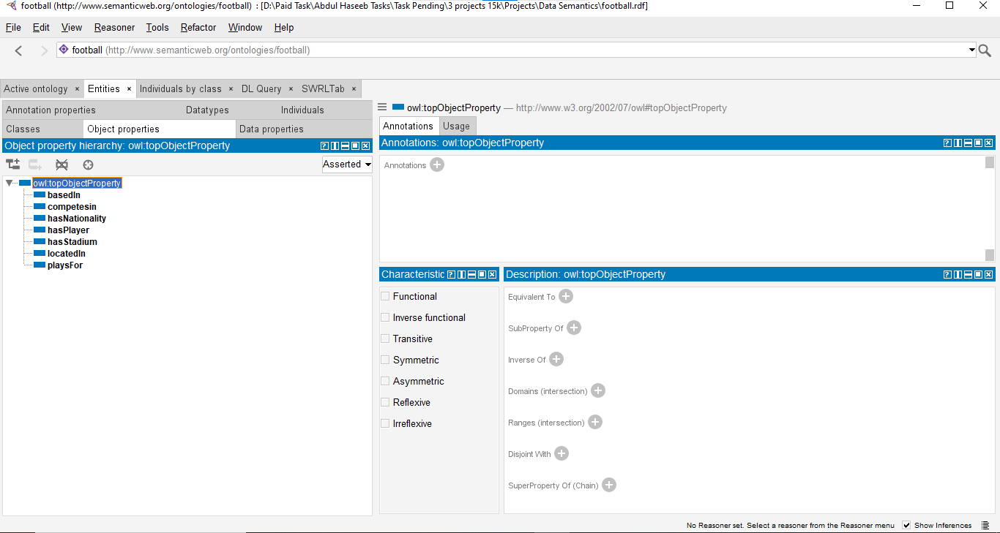 football (http://www.semanticweb.org/ontologies/football) : [D:\Paid Task\Abdul Haseeb Tasks\Task Pending\3 projects 15k\Projects\Data Semantics\football.rdf]
File Edit View Reasoner Tools Refactor Window Help
football (http://www.semanticweb.org/ontologies/football)
Active ontology × Entities × Individuals by class × DL Query × SWRLTab ×
Annotation properties Datatypes Individuals
Classes Object properties Data properties
Object property hierarchy: owl:topObjectProperty
Asserted
owl:topObjectProperty
basedIn
competesin
hasNationality
hasPlayer
hasStadium
locatedIn
playsFor
owl:topObjectProperty — http://www.w3.org/2002/07/owl#topObjectProperty
Annotations Usage
Annotations: owl:topObjectProperty
Annotations
Characteristic
Functional
Inverse functional
Transitive
Symmetric
Asymmetric
Reflexive
Irreflexive
Description: owl:topObjectProperty
Equivalent To
SubProperty Of
Inverse Of
Domains (intersection)
Ranges (intersection)
Disjoint With
SuperProperty Of (Chain)
No Reasoner set. Select a reasoner from the Reasoner menu Show Inferences